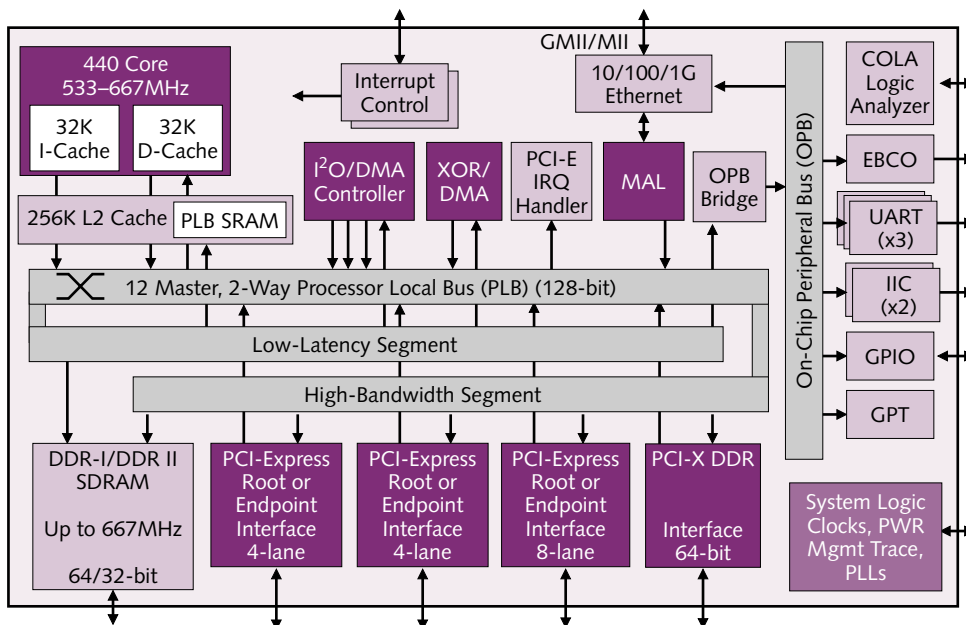 440 Core
533–667MHz
32K
I-Cache
32K
D-Cache
256K L2 Cache
PLB SRAM
Interrupt
Control
GMII/MII
10/100/1G
Ethernet
I²O/DMA
Controller
XOR/
DMA
PCI-E
IRQ
Handler
MAL
OPB
Bridge
On-Chip Peripheral Bus (OPB)
COLA
Logic
Analyzer
EBCO
UART
(x3)
IIC
(x2)
GPIO
GPT
12 Master, 2-Way Processor Local Bus (PLB) (128-bit)
Low-Latency Segment
High-Bandwidth Segment
DDR-I/DDR II
SDRAM
Up to 667MHz
64/32-bit
PCI-Express
Root or
Endpoint
Interface
4-lane
PCI-Express
Root or
Endpoint
Interface
4-lane
PCI-Express
Root or
Endpoint
Interface
8-lane
PCI-X DDR
Interface
64-bit
System Logic
Clocks, PWR
Mgmt Trace,
PLLs